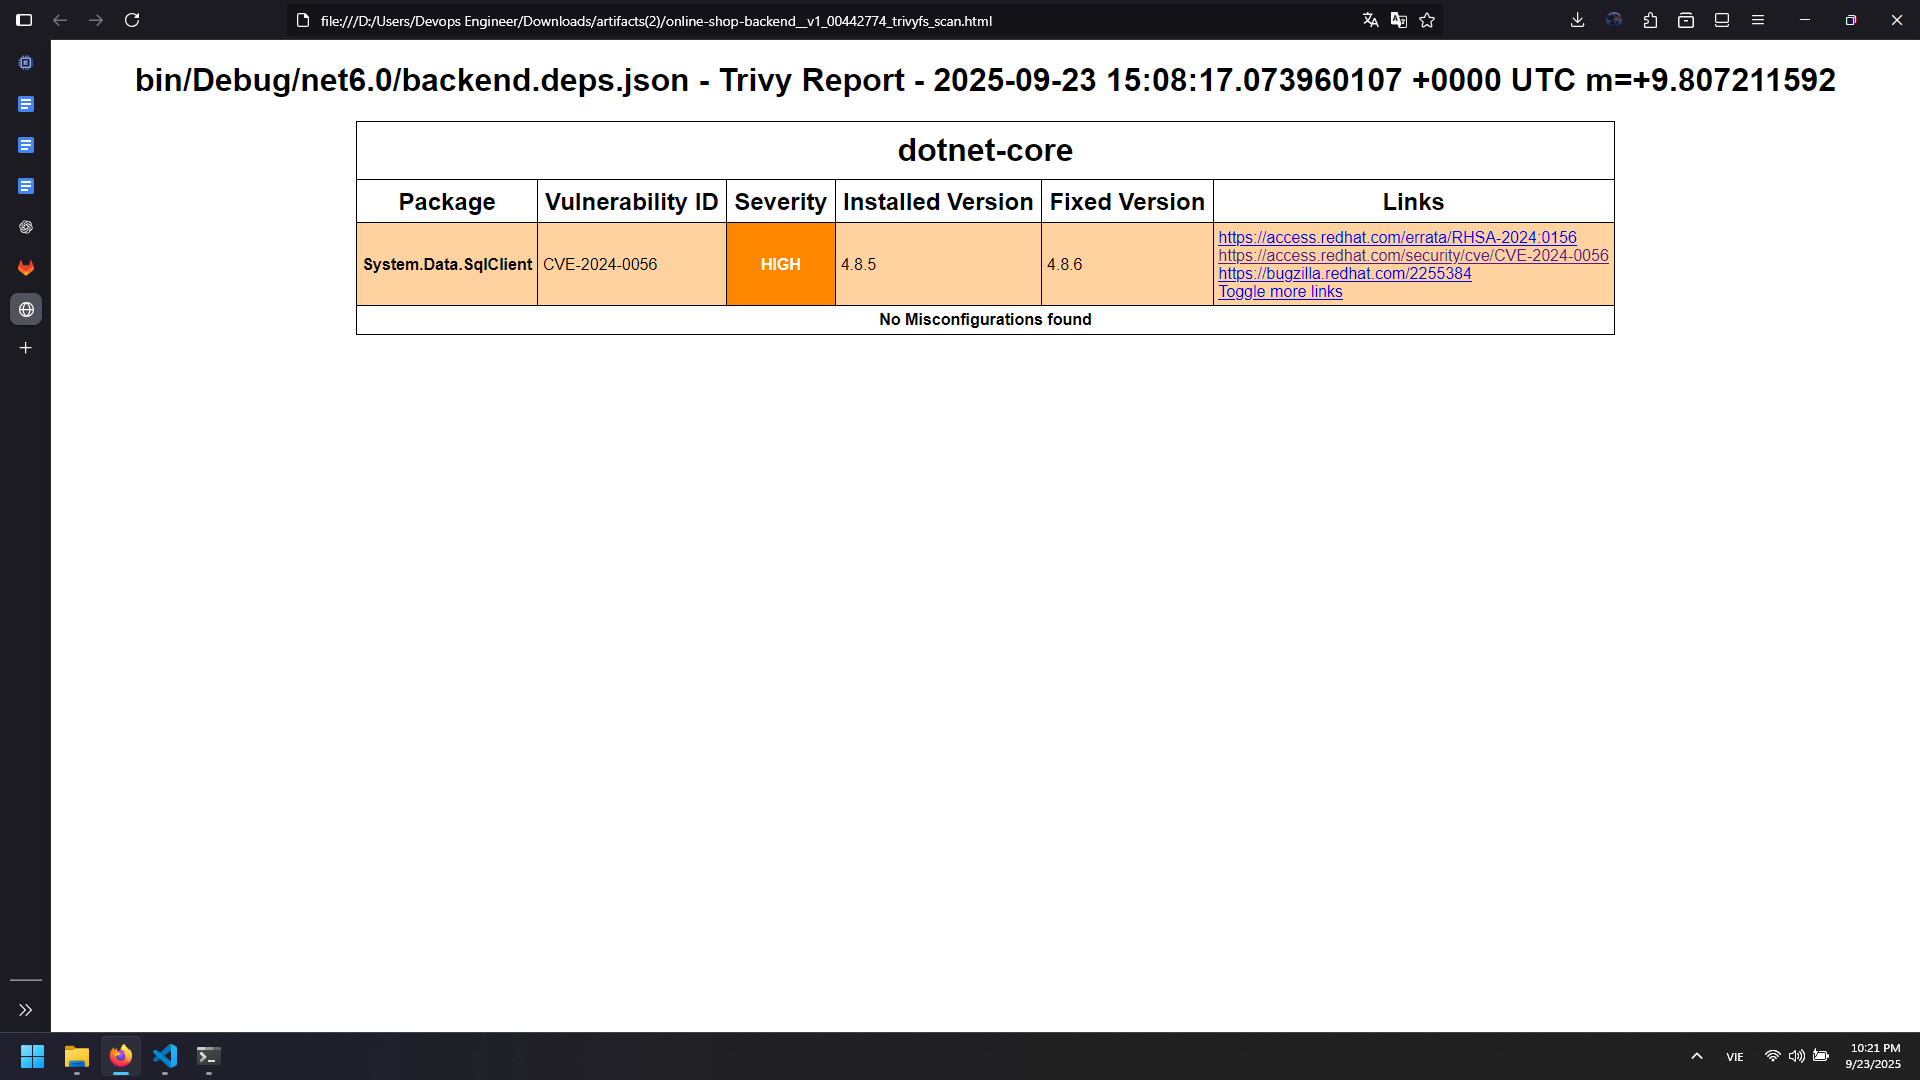 file:///D:/Users/Devops Engineer/Downloads/artifacts(2)/online-shop-backend__v1_00442774_trivyfs_scan.html
bin/Debug/net6.0/backend.deps.json - Trivy Report - 2025-09-23 15:08:17.073960107 +0000 UTC m=+9.807211592
dotnet-core
Package Vulnerability ID Severity Installed Version Fixed Version Links
System.Data.SqlClient CVE-2024-0056 HIGH 4.8.5 4.8.6 https://access.redhat.com/errata/RHSA-2024:0156
https://access.redhat.com/security/cve/CVE-2024-0056
https://bugzilla.redhat.com/2255384
Toggle more links
No Misconfigurations found
VIE
10:21 PM
9/23/2025